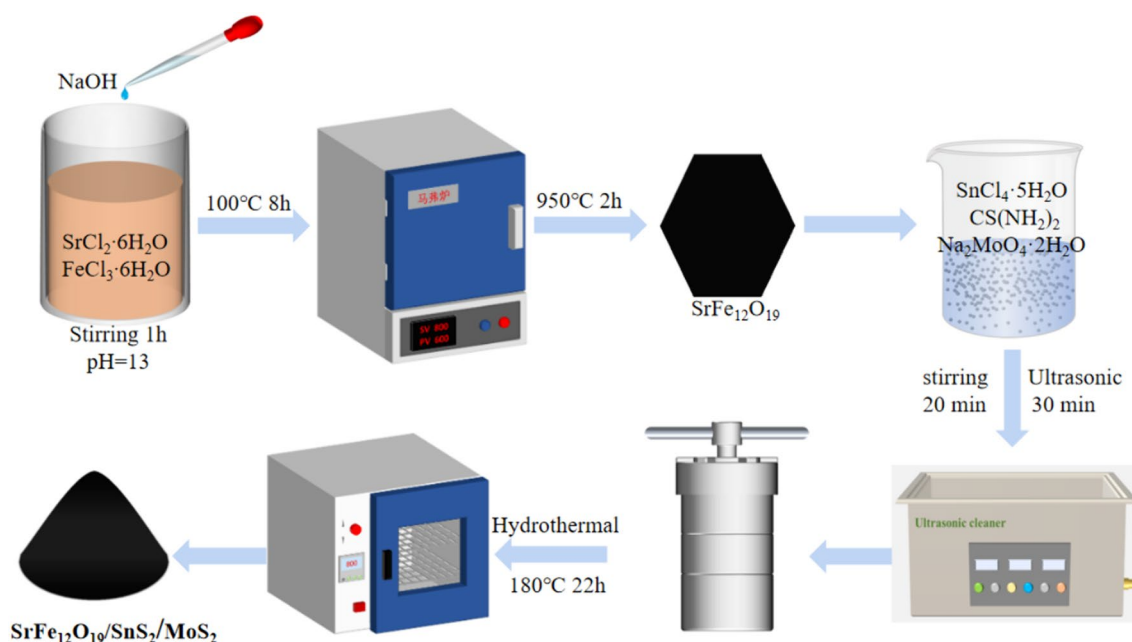 NaOH
SrCl₂·6H₂O
FeCl₃·6H₂O
Stirring 1h
pH=13
100℃ 8h
马弗炉
SV 800
PV 600
950℃ 2h
SrFe₁₂O₁₉
SnCl₄·5H₂O
CS(NH₂)₂
Na₂MoO₄·2H₂O
stirring
20 min
Ultrasonic
30 min
Ultrasonic cleaner
Hydrothermal
180℃ 22h
800
SrFe₁₂O₁₉/SnS₂/MoS₂